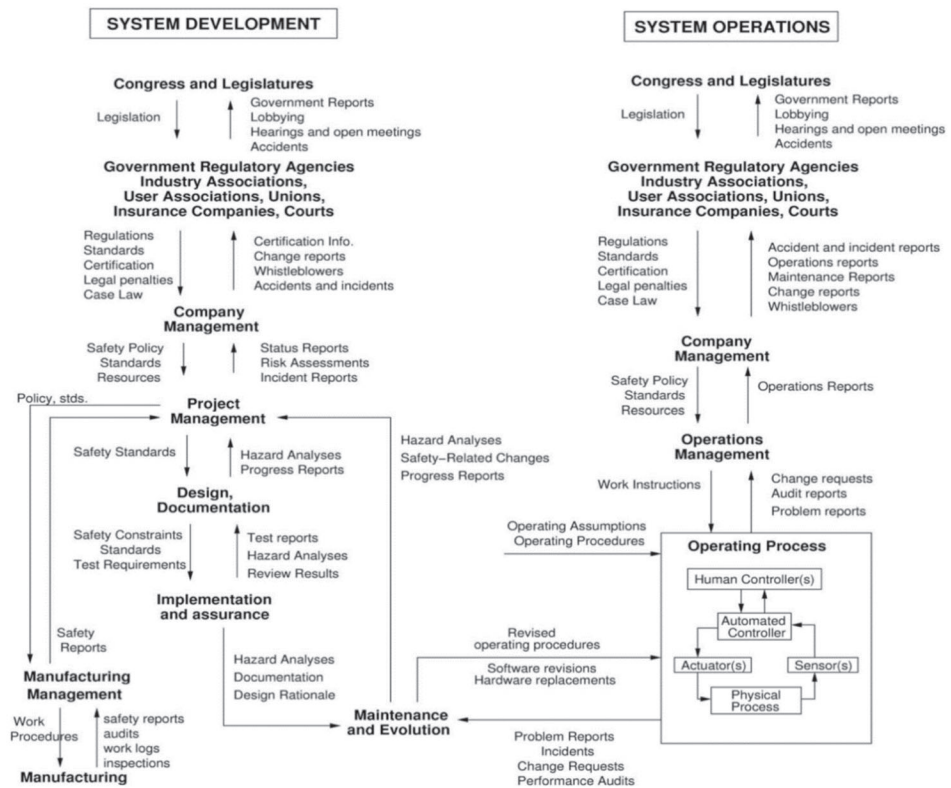 SYSTEM DEVELOPMENT
Congress and Legislatures
Legislation
Government Reports
Lobbying
Hearings and open meetings
Accidents
Government Regulatory Agencies
Industry Associations,
User Associations, Unions,
Insurance Companies, Courts
Regulations
Standards
Certification
Legal penalties
Case Law
Certification Info.
Change reports
Whistleblowers
Accidents and incidents
Company
Management
Safety Policy
Standards
Resources
Status Reports
Risk Assessments
Incident Reports
Policy, stds.
Project
Management
Safety Standards
Hazard Analyses
Progress Reports
Hazard Analyses
Safety–Related Changes
Progress Reports
Design,
Documentation
Safety Constraints
Standards
Test Requirements
Test reports
Hazard Analyses
Review Results
Implementation
and assurance
Safety
Reports
Hazard Analyses
Documentation
Design Rationale
Manufacturing
Management
Work
Procedures
safety reports
audits
work logs
inspections
Manufacturing
Maintenance
and Evolution
SYSTEM OPERATIONS
Congress and Legislatures
Legislation
Government Reports
Lobbying
Hearings and open meetings
Accidents
Government Regulatory Agencies
Industry Associations,
User Associations, Unions,
Insurance Companies, Courts
Regulations
Standards
Certification
Legal penalties
Case Law
Accident and incident reports
Operations reports
Maintenance Reports
Change reports
Whistleblowers
Company
Management
Safety Policy
Standards
Resources
Operations Reports
Operations
Management
Work Instructions
Change requests
Audit reports
Problem reports
Operating Assumptions
Operating Procedures
Operating Process
Human Controller(s)
Automated
Controller
Actuator(s)
Sensor(s)
Physical
Process
Revised
operating procedures
Software revisions
Hardware replacements
Problem Reports
Incidents
Change Requests
Performance Audits